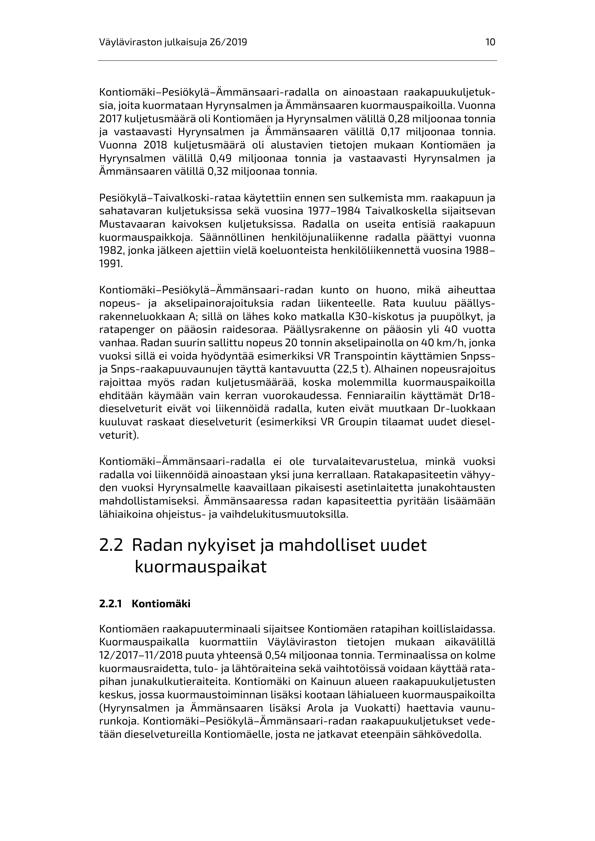 Väyläviraston julkaisuja 26/2019 10
Kontiomäki–Pesiökylä–Ämmänsaari-radalla on ainoastaan raakapuukuljetuk-
sia, joita kuormataan Hyrynsalmen ja Ämmänsaaren kuormauspaikoilla. Vuonna
2017 kuljetusmäärä oli Kontiomäen ja Hyrynsalmen välillä 0,28 miljoonaa tonnia
ja vastaavasti Hyrynsalmen ja Ämmänsaaren välillä 0,17 miljoonaa tonnia.
Vuonna 2018 kuljetusmäärä oli alustavien tietojen mukaan Kontiomäen ja
Hyrynsalmen välillä 0,49 miljoonaa tonnia ja vastaavasti Hyrynsalmen ja
Ämmänsaaren välillä 0,32 miljoonaa tonnia.
Pesiökylä–Taivalkoski-rataa käytettiin ennen sen sulkemista mm. raakapuun ja
sahatavaran kuljetuksissa sekä vuosina 1977–1984 Taivalkoskella sijaitsevan
Mustavaaran kaivoksen kuljetuksissa. Radalla on useita entisiä raakapuun
kuormauspaikkoja. Säännöllinen henkilöjunaliikenne radalla päättyi vuonna
1982, jonka jälkeen ajettiin vielä koeluonteista henkilöliikennettä vuosina 1988–
1991.
Kontiomäki–Pesiökylä–Ämmänsaari-radan kunto on huono, mikä aiheuttaa
nopeus- ja akselipainorajoituksia radan liikenteelle. Rata kuuluu päällys-
rakenneluokkaan A; sillä on lähes koko matkalla K30-kiskotus ja puupölkyt, ja
ratapenger on pääosin raidesoraa. Päällysrakenne on pääosin yli 40 vuotta
vanhaa. Radan suurin sallittu nopeus 20 tonnin akselipainolla on 40 km/h, jonka
vuoksi sillä ei voida hyödyntää esimerkiksi VR Transpointin käyttämien Snpss-
ja Snps-raakapuuvaunujen täyttä kantavuutta (22,5 t). Alhainen nopeusrajoitus
rajoittaa myös radan kuljetusmäärää, koska molemmilla kuormauspaikoilla
ehditään käymään vain kerran vuorokaudessa. Fenniarailin käyttämät Dr18-
dieselveturit eivät voi liikennöidä radalla, kuten eivät muutkaan Dr-luokkaan
kuuluvat raskaat dieselveturit (esimerkiksi VR Groupin tilaamat uudet diesel-
veturit).
Kontiomäki–Ämmänsaari-radalla ei ole turvalaitevarustelua, minkä vuoksi
radalla voi liikennöidä ainoastaan yksi juna kerrallaan. Ratakapasiteetin vähyy-
den vuoksi Hyrynsalmelle kaavaillaan pikaisesti asetinlaitetta junakohtausten
mahdollistamiseksi. Ämmänsaaressa radan kapasiteettia pyritään lisäämään
lähiaikoina ohjeistus- ja vaihdelukitusmuutoksilla.
2.2 Radan nykyiset ja mahdolliset uudet
kuormauspaikat
2.2.1 Kontiomäki
Kontiomäen raakapuuterminaali sijaitsee Kontiomäen ratapihan koillislaidassa.
Kuormauspaikalla kuormattiin Väyläviraston tietojen mukaan aikavälillä
12/2017–11/2018 puuta yhteensä 0,54 miljoonaa tonnia. Terminaalissa on kolme
kuormausraidetta, tulo- ja lähtöraiteina sekä vaihtotöissä voidaan käyttää rata-
pihan junakulkutieraiteita. Kontiomäki on Kainuun alueen raakapuukuljetusten
keskus, jossa kuormaustoiminnan lisäksi kootaan lähialueen kuormauspaikoilta
(Hyrynsalmen ja Ämmänsaaren lisäksi Arola ja Vuokatti) haettavia vaunu-
runkoja. Kontiomäki–Pesiökylä–Ämmänsaari-radan raakapuukuljetukset vede-
tään dieselvetureilla Kontiomäelle, josta ne jatkavat eteenpäin sähkövedolla.